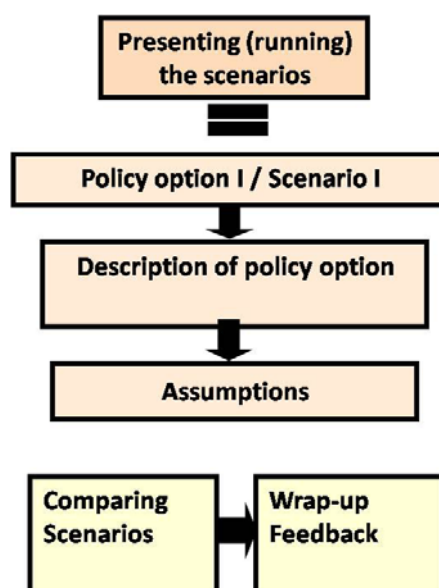 Presenting (running)
the scenarios
Policy option I / Scenario I
Description of policy option
Assumptions
Comparing
Scenarios
Wrap-up
Feedback